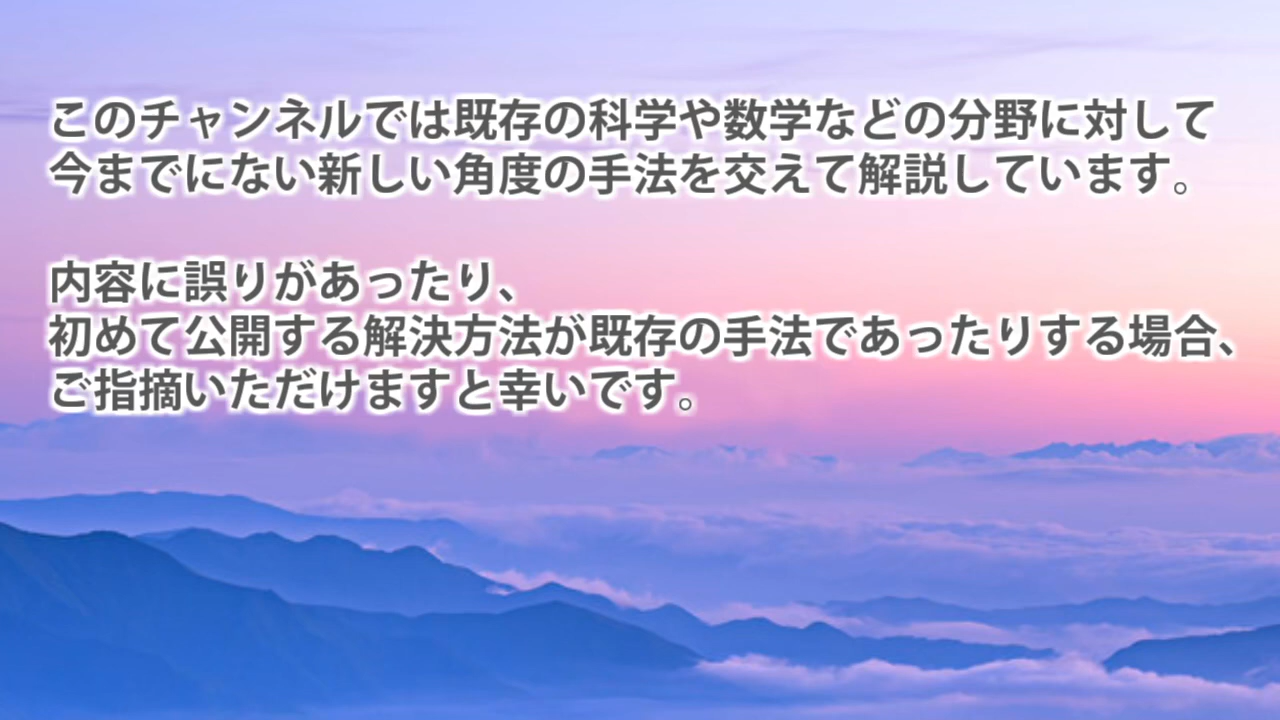 このチャンネルでは既存の科学や数学などの分野に対して
今までにない新しい角度の手法を交えて解説しています。
内容に誤りがあったり、
初めて公開する解決方法が既存の手法であったりする場合、
ご指摘いただけますと幸いです。